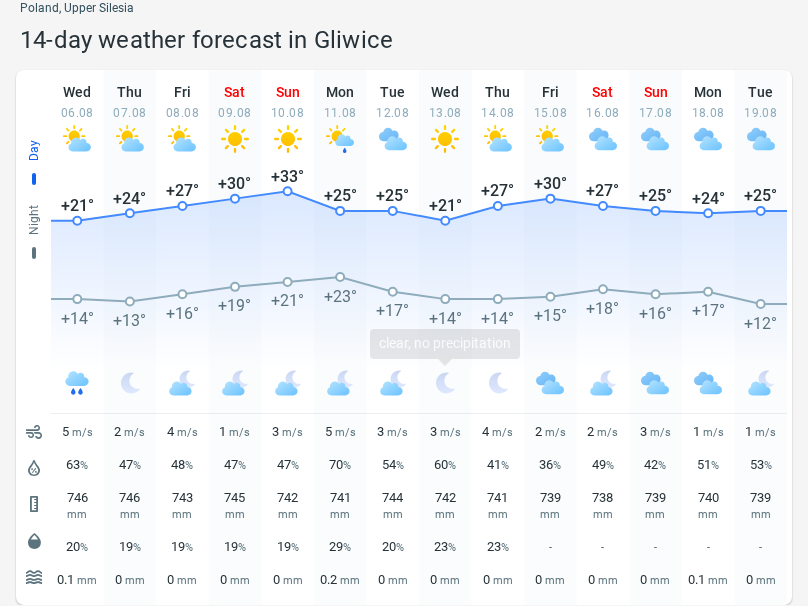 Poland, Upper Silesia
14-day weather forecast in Gliwice
Wed Thu Fri Sat Sun Mon Tue Wed Thu Fri Sat Sun Mon Tue
06.08 07.08 08.08 09.08 10.08 11.08 12.08 13.08 14.08 15.08 16.08 17.08 18.08 19.08
Day
+21° +24° +27° +30° +33° +25° +25° +21° +27° +30° +27° +25° +24° +25°
Night
+14° +13° +16° +19° +21° +23° +17° +14° +14° +15° +18° +16° +17° +12°
clear, no precipitation
5 m/s 2 m/s 4 m/s 1 m/s 3 m/s 5 m/s 3 m/s 3 m/s 4 m/s 2 m/s 2 m/s 3 m/s 1 m/s 1 m/s
63% 47% 48% 47% 47% 70% 54% 60% 41% 36% 49% 42% 51% 53%
746 746 743 745 742 741 744 742 741 739 738 739 740 739
mm mm mm mm mm mm mm mm mm mm mm mm mm mm
20% 19% 19% 19% 19% 29% 20% 23% 23% - - - - -
0.1 mm 0 mm 0 mm 0 mm 0 mm 0.2 mm 0 mm 0 mm 0 mm 0 mm 0 mm 0 mm 0.1 mm 0 mm